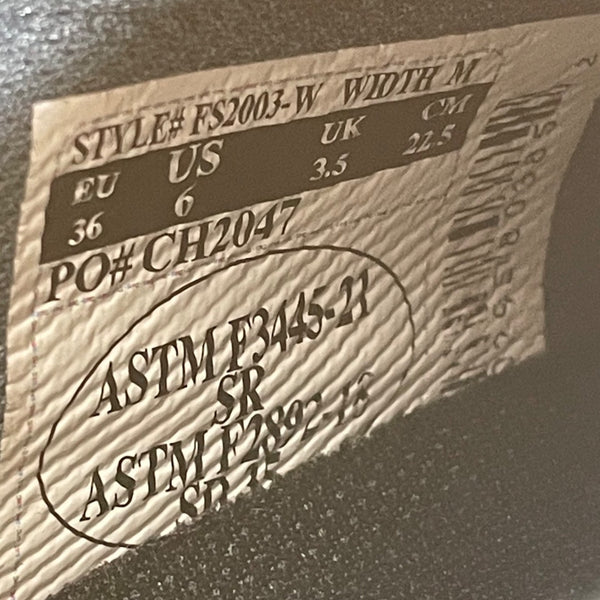 STYLE# FS2003-W WIDTH M
EU US UK CM
36 6 3.5 22.5
PO# CH2047
ASTM F3445-21
SR
ASTM F2892-18
SD